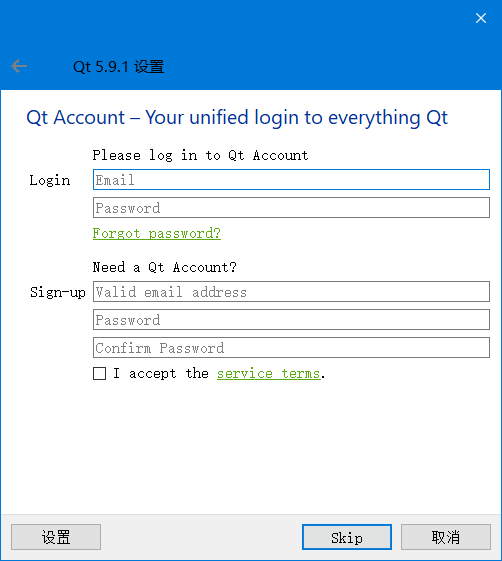 Qt 5.9.1 设置
Qt Account – Your unified login to everything Qt
Please log in to Qt Account
Login
Email
Password
Forgot password?
Need a Qt Account?
Sign-up
Valid email address
Password
Confirm Password
I accept the service terms.
设置
Skip
取消